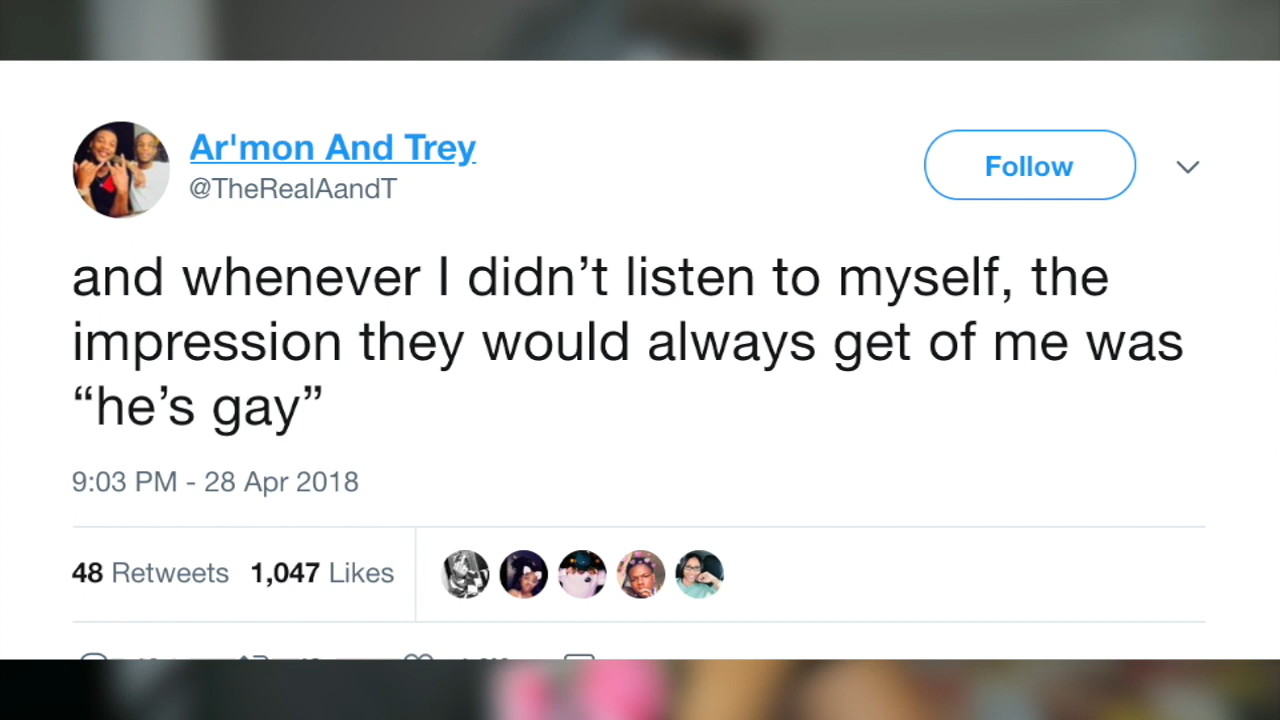 Ar'mon And Trey
@TheRealAandT
Follow
and whenever I didn’t listen to myself, the
impression they would always get of me was
“he’s gay”
9:03 PM - 28 Apr 2018
48 Retweets 1,047 Likes